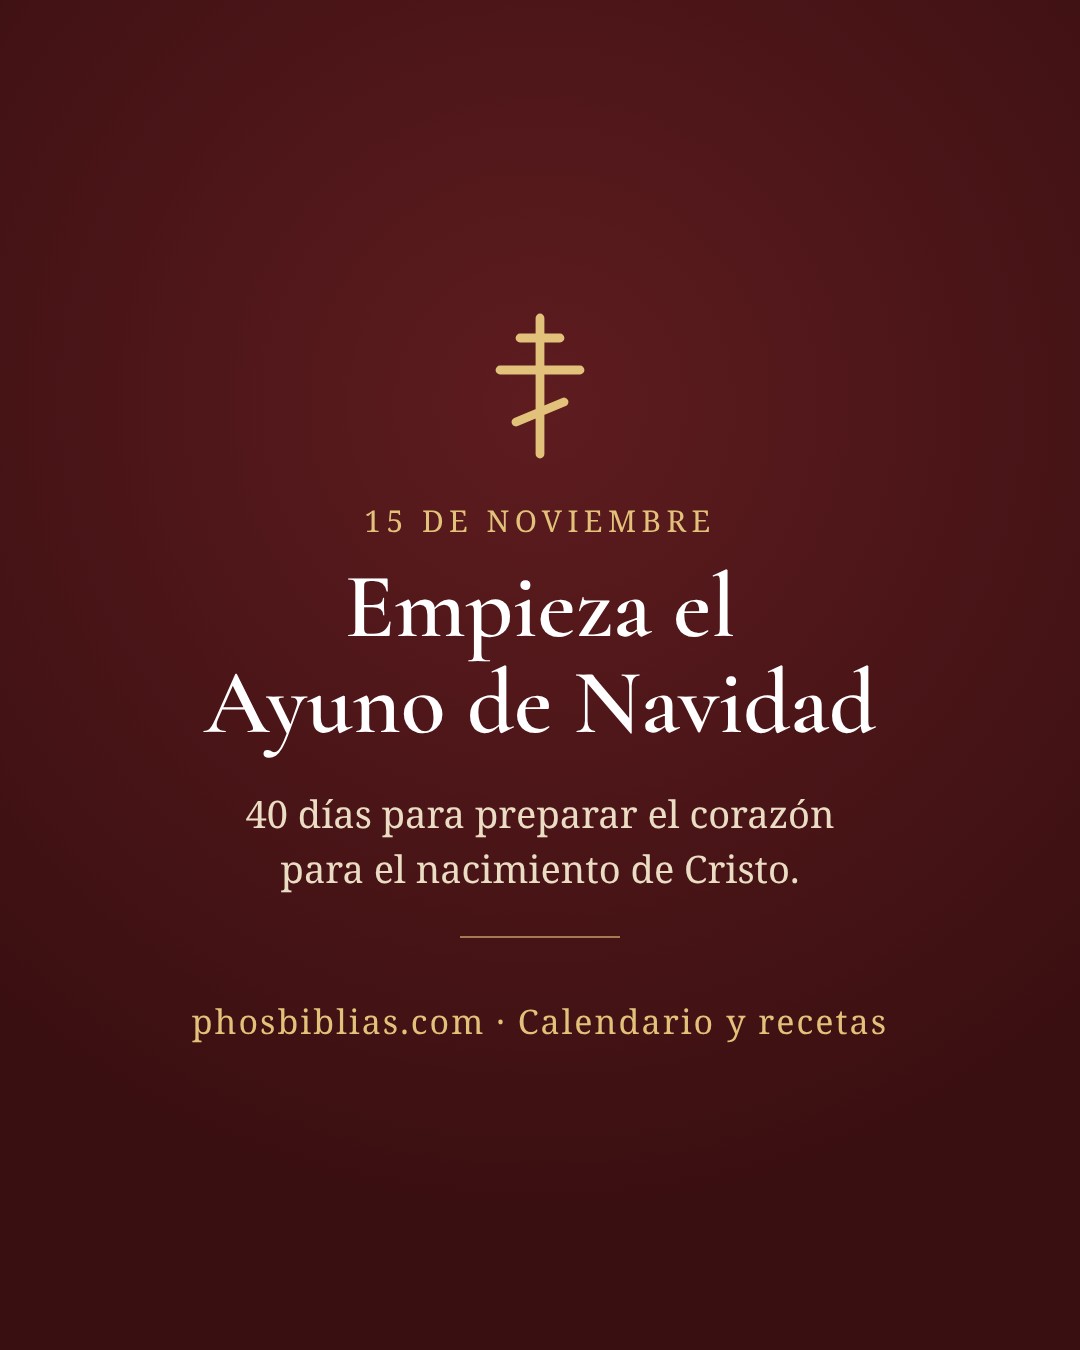 15 DE NOVIEMBRE
Empieza el
Ayuno de Navidad
40 días para preparar el corazón
para el nacimiento de Cristo.
phosbiblias.com · Calendario y recetas